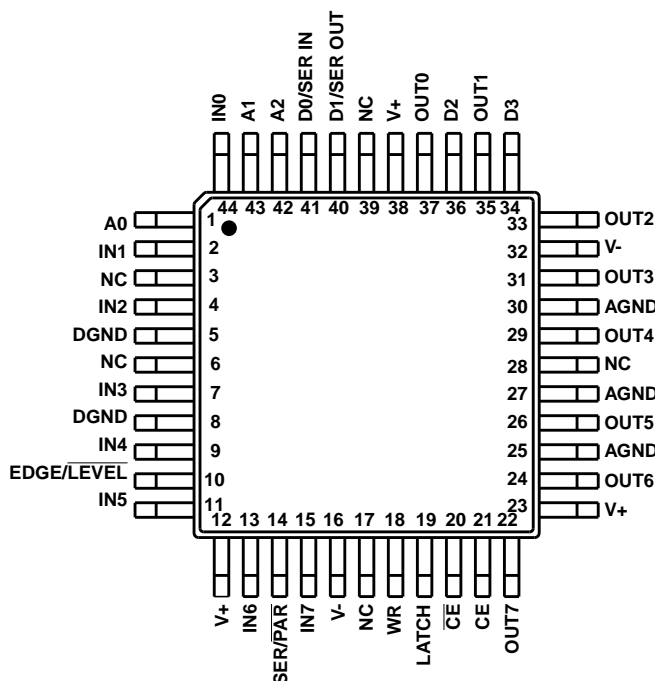 IN0
A1
A2
D0/SER IN
D1/SER OUT
NC
V+
OUT0
D2
OUT1
D3
44
43
42
41
40
39
38
37
36
35
34
A0
1
IN1
2
NC
3
IN2
4
DGND
5
NC
6
IN3
7
DGND
8
IN4
9
EDGE/LEVEL
10
IN5
11
33
OUT2
32
V-
31
OUT3
30
AGND
29
OUT4
28
NC
27
AGND
26
OUT5
25
AGND
24
OUT6
23
V+
12
13
14
15
16
17
18
19
20
21
22
V+
IN6
SER/PAR
IN7
V-
NC
WR
LATCH
CE
CE
OUT7